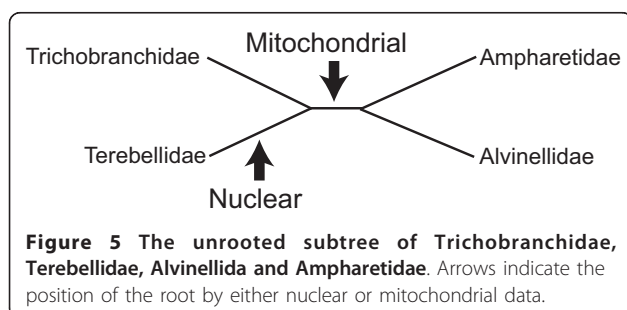 Mitochondrial
Trichobranchidae
Ampharetidae
Terebellidae
Alvinellidae
Nuclear
Figure 5 The unrooted subtree of Trichobranchidae,
Terebellidae, Alvinellida and Ampharetidae. Arrows indicate the
position of the root by either nuclear or mitochondrial data.